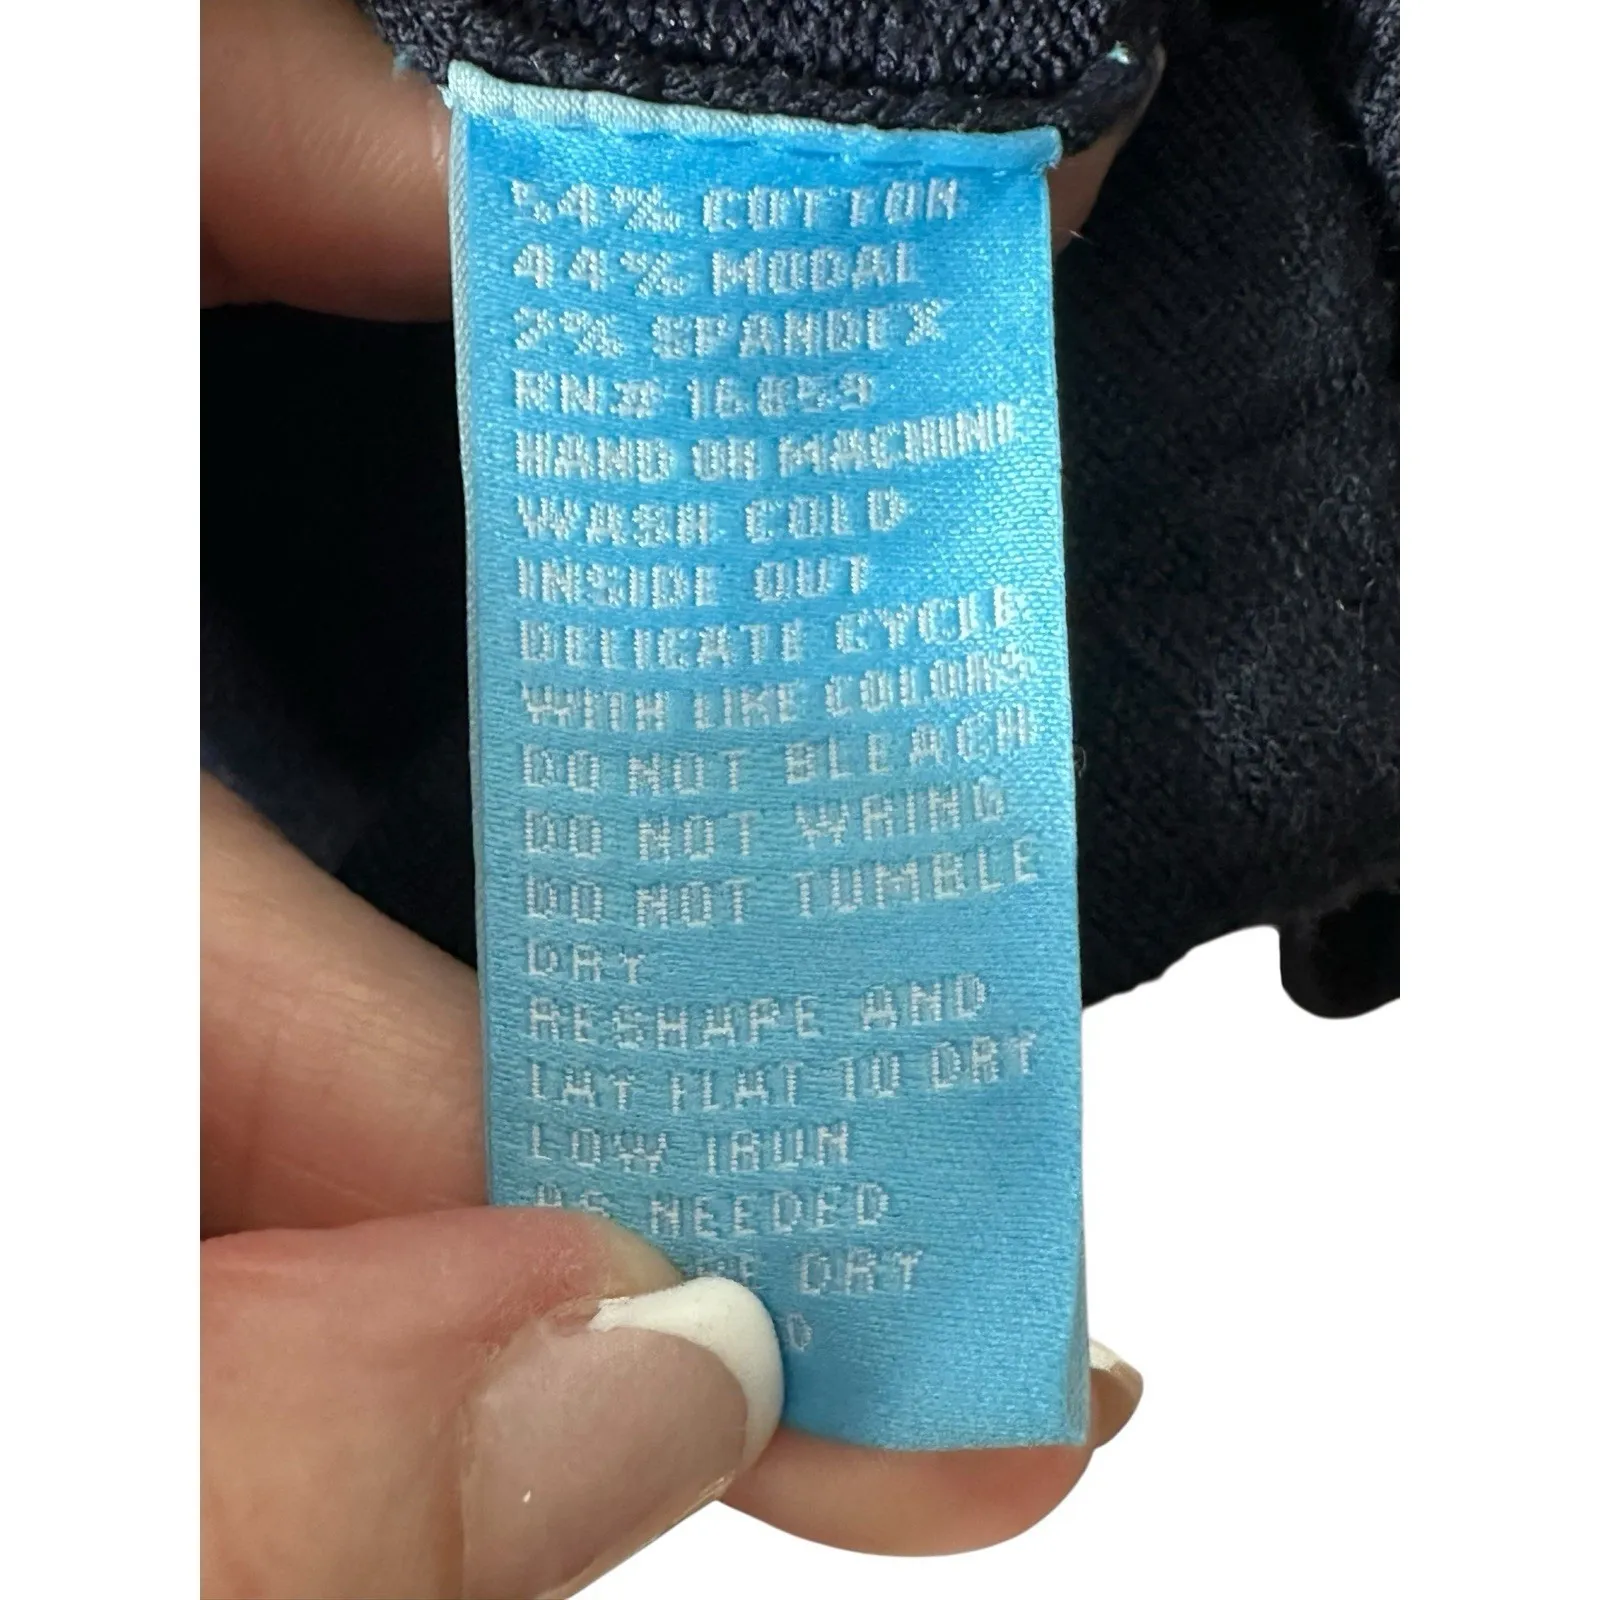 54% COTTON
44% MODAL
2% SPANDEX
RN# 16859
HAND OR MACHINE
WASH COLD
INSIDE OUT
DELICATE CYCLE
WITH LIKE COLORS
DO NOT BLEACH
DO NOT WRING
DO NOT TUMBLE
DRY
RESHAPE AND
LAY FLAT TO DRY
LOW IRON
AS NEEDED
DRY